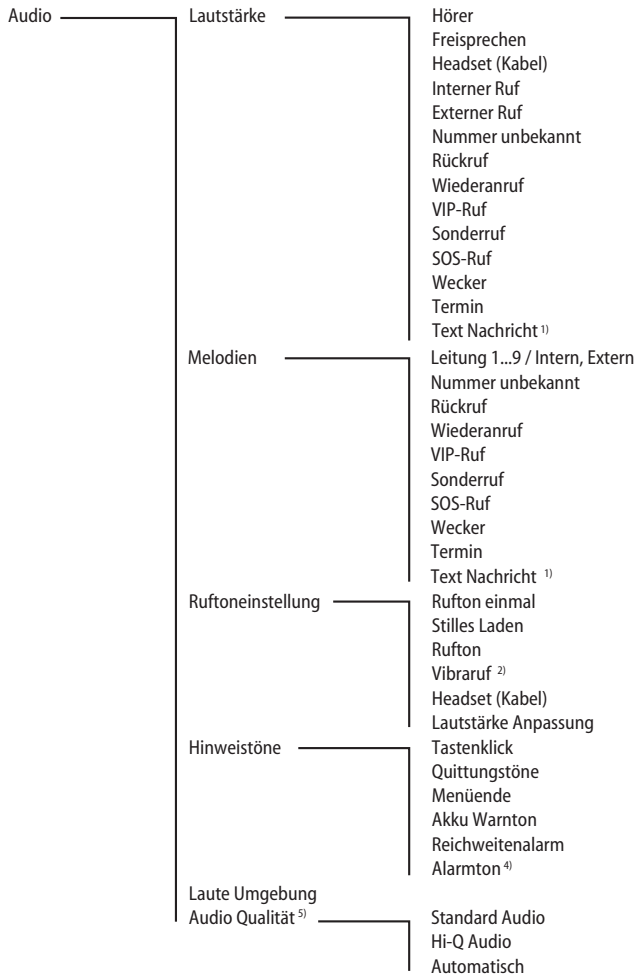 Audio Lautstärke Hörer
Freisprechen
Headset (Kabel)
Interner Ruf
Externer Ruf
Nummer unbekannt
Rückruf
Wiederanruf
VIP-Ruf
Sonderruf
SOS-Ruf
Wecker
Termin
Text Nachricht 1)
Melodien Leitung 1...9 / Intern, Extern
Nummer unbekannt
Rückruf
Wiederanruf
VIP-Ruf
Sonderruf
SOS-Ruf
Wecker
Termin
Text Nachricht 1)
Ruftoneinstellung Rufton einmal
Stilles Laden
Rufton
Vibraruf 2)
Headset (Kabel)
Lautstärke Anpassung
Hinweistöne Tastenklick
Quittungstöne
Menüende
Akku Warnton
Reichweitenalarm
Alarmton 4)
Laute Umgebung
Audio Qualität 5) Standard Audio
Hi-Q Audio
Automatisch